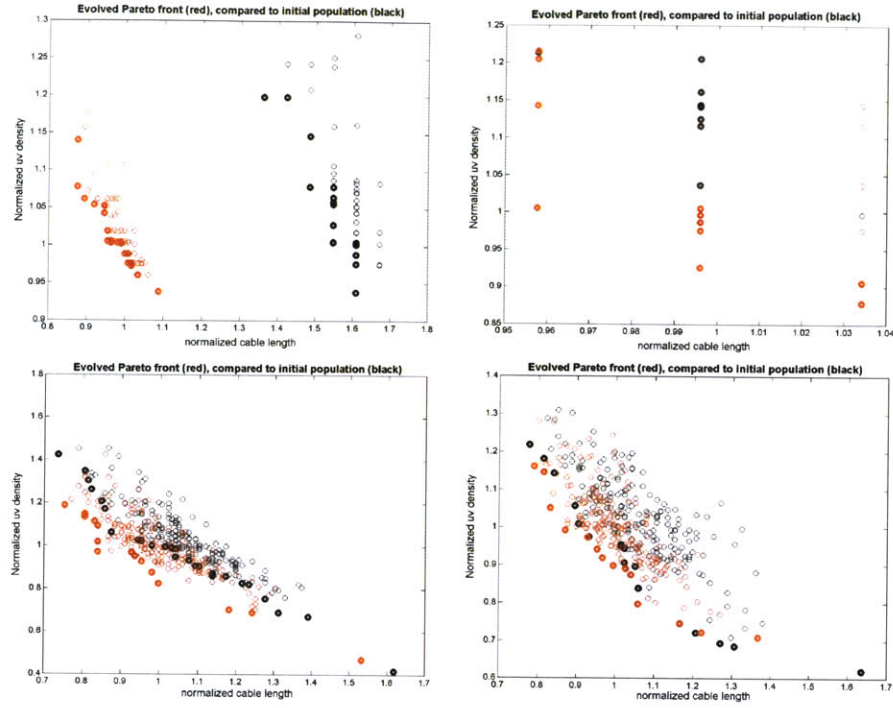 Evolved Pareto front (red), compared to initial population (black)
1.3
1.25
1.2
1.15
1.1
1.05
1
0.95
0.9
Normalized uv density
0.8 0.9 1 1.1 1.2 1.3 1.4 1.5 1.6 1.7 1.8
normalized cable length
Evolved Pareto front (red), compared to initial population (black)
1.25
1.2
1.15
1.1
1.05
1
0.95
0.9
0.85
Normalized uv density
0.95 0.96 0.97 0.98 0.99 1 1.01 1.02 1.03 1.04
normalized cable length
Evolved Pareto front (red), compared to initial population (black)
1.8
1.6
1.4
1.2
1
0.8
0.6
0.4
Normalized uv density
0.7 0.8 0.9 1 1.1 1.2 1.3 1.4 1.5 1.6 1.7
normalized cable length
Evolved Pareto front (red), compared to initial population (black)
1.4
1.3
1.2
1.1
1
0.9
0.8
0.7
0.6
Normalized uv density
0.7 0.8 0.9 1 1.1 1.2 1.3 1.4 1.5 1.6 1.7
normalized cable length